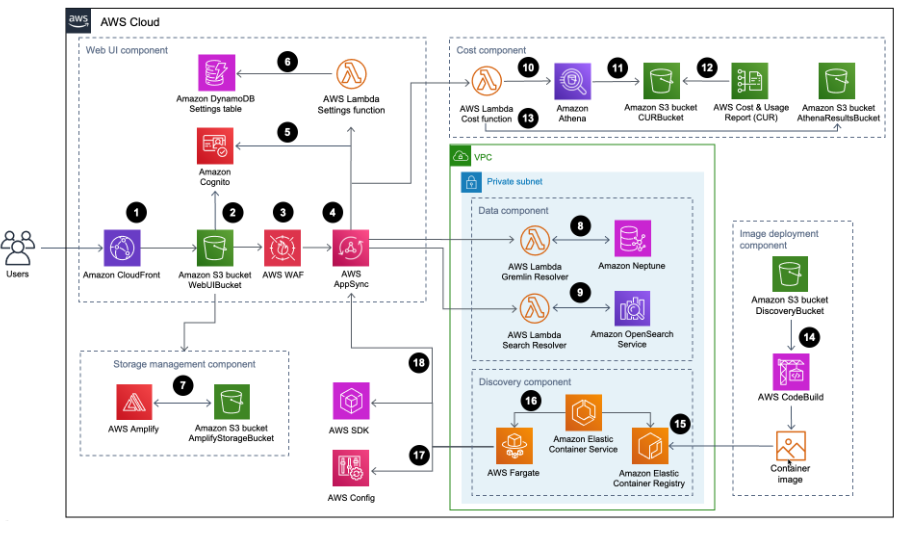 aws
AWS Cloud
Web UI component
6
Amazon DynamoDB
Settings table
AWS Lambda
Settings function
5
Amazon
Cognito
1
2
3
4
Users
Amazon CloudFront
Amazon S3 bucket
WebUIBucket
AWS WAF
AWS
AppSync
Cost component
10
11
12
AWS Lambda
Cost function
13
Amazon
Athena
Amazon S3 bucket
CURBucket
AWS Cost & Usage
Report (CUR)
Amazon S3 bucket
AthenaResultsBucket
VPC
Private subnet
Data component
8
AWS Lambda
Gremlin Resolver
Amazon Neptune
9
AWS Lambda
Search Resolver
Amazon OpenSearch
Service
Image deployment
component
Amazon S3 bucket
DiscoveryBucket
14
AWS CodeBuild
Container
image
Storage management component
7
AWS Amplify
Amazon S3 bucket
AmplifyStorageBucket
18
AWS SDK
17
AWS Config
Discovery component
16
Amazon Elastic
Container Service
15
AWS Fargate
Amazon Elastic
Container Registry